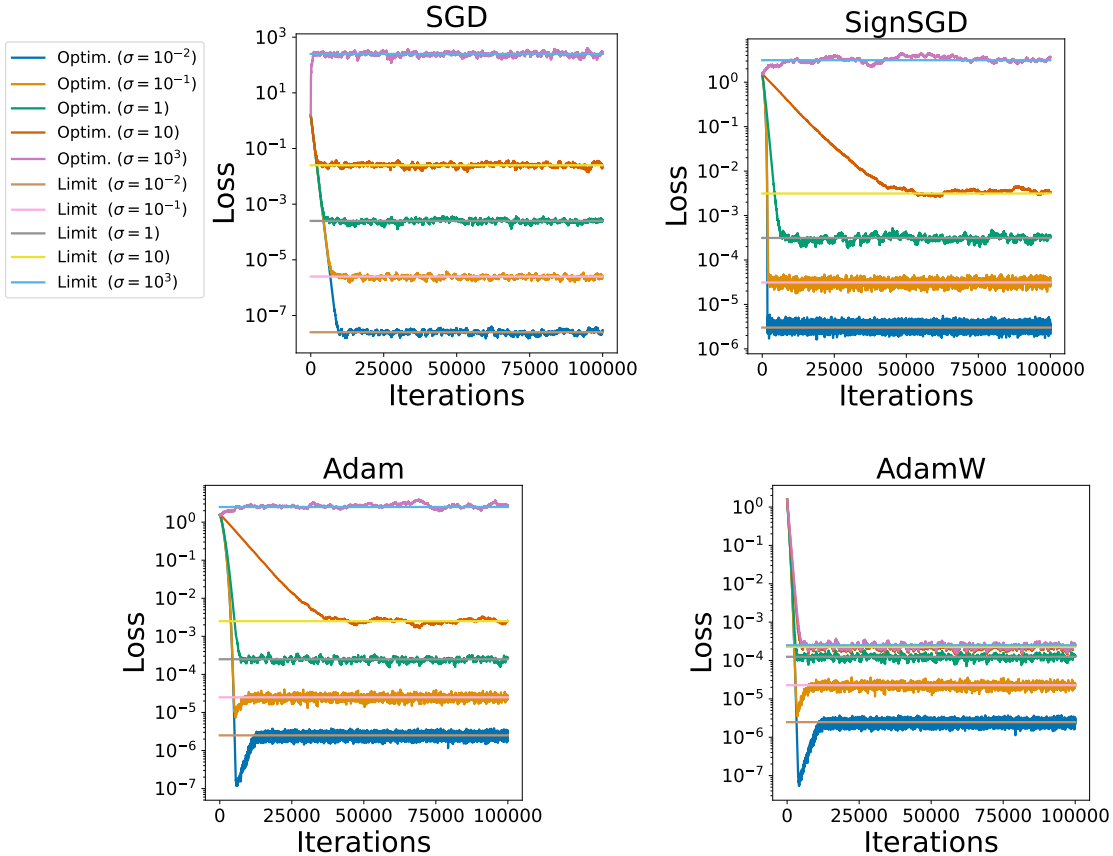 SGD
SignSGD
Optim. (σ = 10⁻²)
Optim. (σ = 10⁻¹)
Optim. (σ = 1)
Optim. (σ = 10)
Optim. (σ = 10³)
Limit (σ = 10⁻²)
Limit (σ = 10⁻¹)
Limit (σ = 1)
Limit (σ = 10)
Limit (σ = 10³)
Loss
10³
10¹
10⁻¹
10⁻³
10⁻⁵
10⁻⁷
0 25000 50000 75000 100000
Iterations
Loss
10⁰
10⁻¹
10⁻²
10⁻³
10⁻⁴
10⁻⁵
10⁻⁶
0 25000 50000 75000 100000
Iterations
Adam
Loss
10⁰
10⁻¹
10⁻²
10⁻³
10⁻⁴
10⁻⁵
10⁻⁶
10⁻⁷
0 25000 50000 75000 100000
Iterations
AdamW
Loss
10⁰
10⁻¹
10⁻²
10⁻³
10⁻⁴
10⁻⁵
10⁻⁶
10⁻⁷
0 25000 50000 75000 100000
Iterations